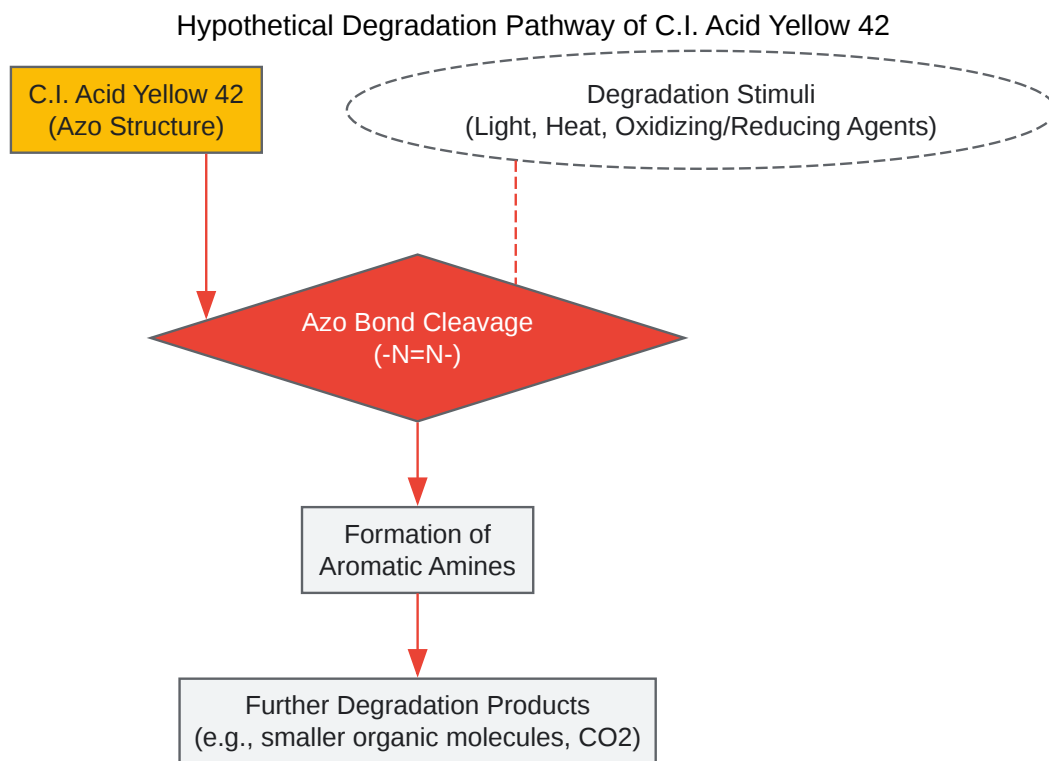 Hypothetical Degradation Pathway of C.I. Acid Yellow 42
C.I. Acid Yellow 42
(Azo Structure)
Degradation Stimuli
(Light, Heat, Oxidizing/Reducing Agents)
Azo Bond Cleavage
(-N=N-)
Formation of
Aromatic Amines
Further Degradation Products
(e.g., smaller organic molecules, CO2)